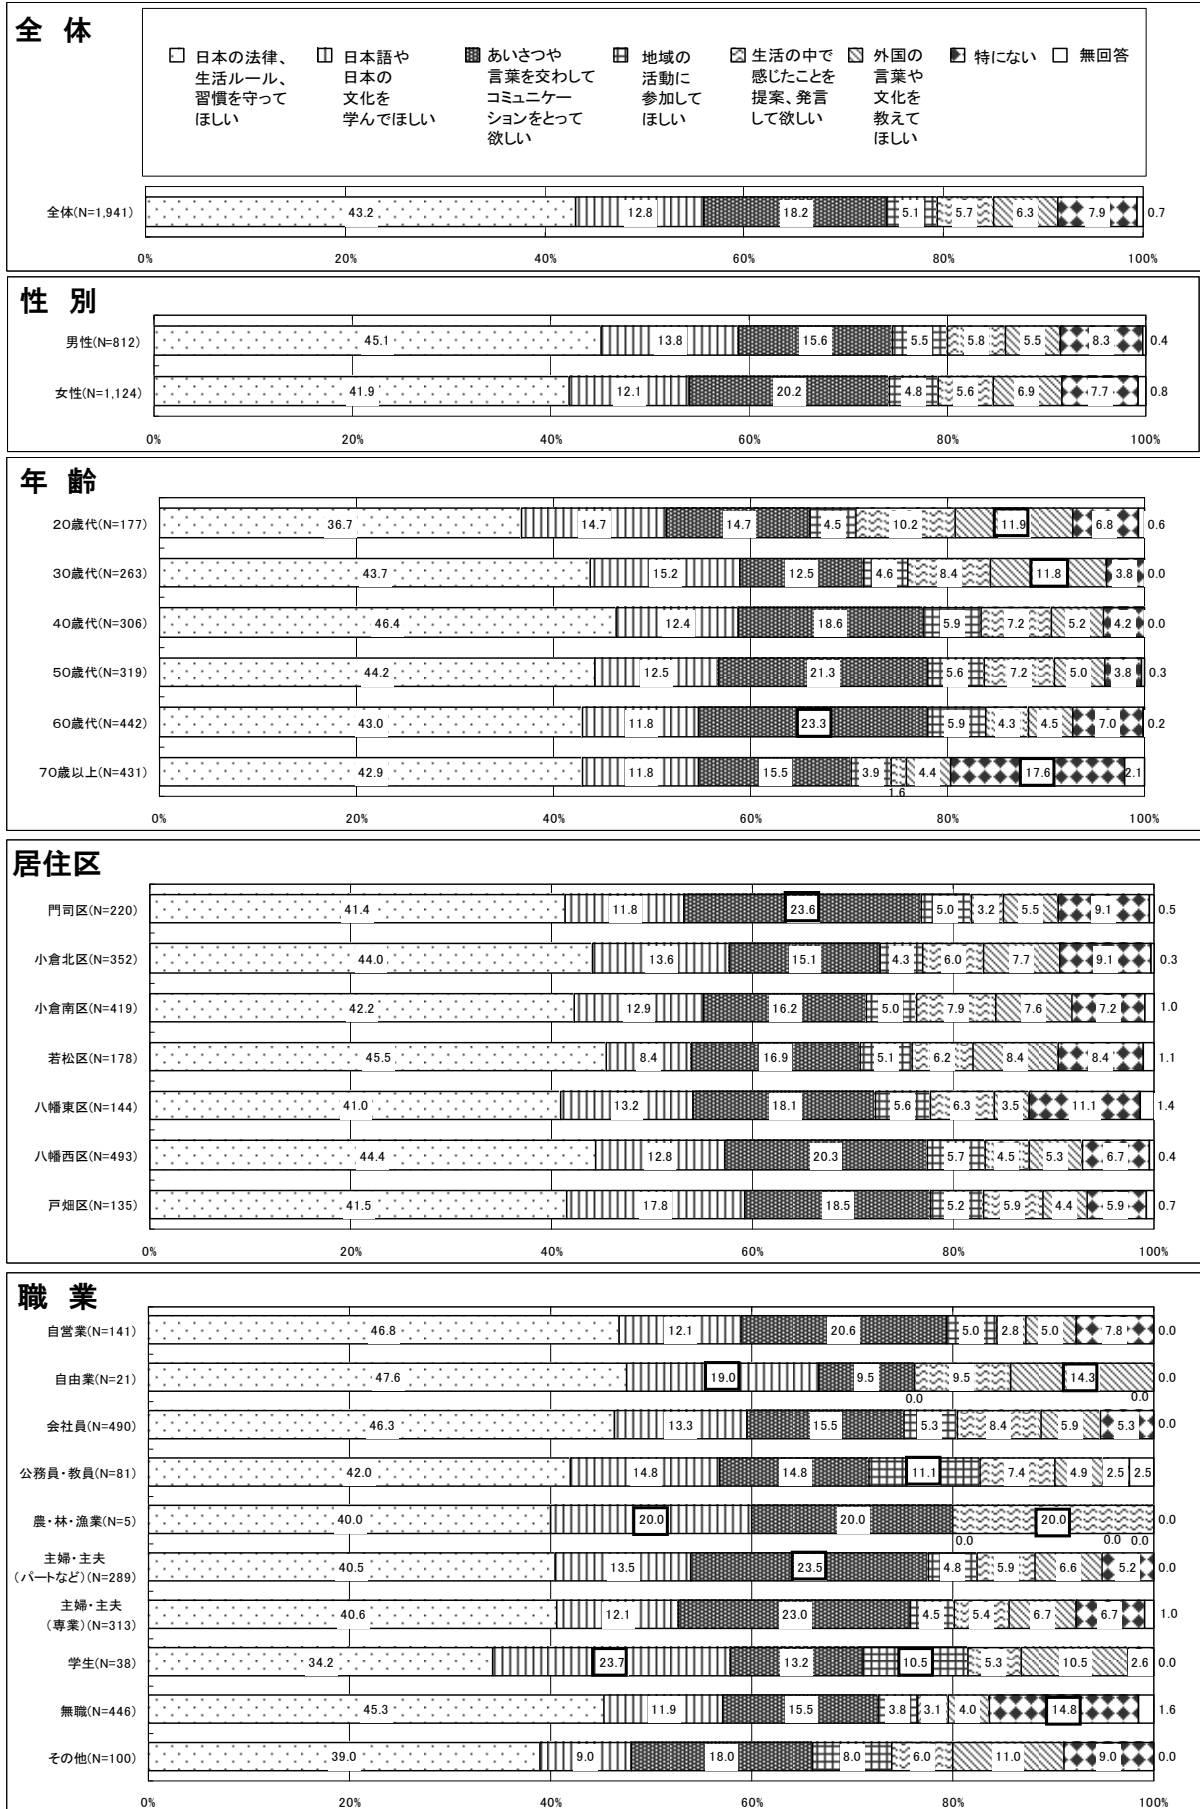 全 体
日本の法律、
生活ルール、
習慣を守って
ほしい
日本語や
日本の
文化を
学んでほしい
あいさつや
言葉を交わして
コミュニケー
ションをとって
欲しい
地域の
活動に
参加して
ほしい
生活の中で
感じたことを
提案、発言
して欲しい
外国の
言葉や
文化を
教えて
ほしい
特にない
無回答
全体(N=1,941) 43.2 12.8 18.2 5.1 5.7 6.3 7.9 0.7
0% 20% 40% 60% 80% 100%
性 別
男性(N=812) 45.1 13.8 15.6 5.5 5.8 5.5 8.3 0.4
女性(N=1,124) 41.9 12.1 20.2 4.8 5.6 6.9 7.7 0.8
0% 20% 40% 60% 80% 100%
年 齢
20歳代(N=177) 36.7 14.7 14.7 4.5 10.2 11.9 6.8 0.6
30歳代(N=263) 43.7 15.2 12.5 4.6 8.4 11.8 3.8 0.0
40歳代(N=306) 46.4 12.4 18.6 5.9 7.2 5.2 4.2 0.0
50歳代(N=319) 44.2 12.5 21.3 5.6 7.2 5.0 3.8 0.3
60歳代(N=442) 43.0 11.8 23.3 5.9 4.3 4.5 7.0 0.2
70歳以上(N=431) 42.9 11.8 15.5 3.9 4.4 17.6 2.1
1.6
0% 20% 40% 60% 80% 100%
居住区
門司区(N=220) 41.4 11.8 23.6 5.0 3.2 5.5 9.1 0.5
小倉北区(N=352) 44.0 13.6 15.1 4.3 6.0 7.7 9.1 0.3
小倉南区(N=419) 42.2 12.9 16.2 5.0 7.9 7.6 7.2 1.0
若松区(N=178) 45.5 8.4 16.9 5.1 6.2 8.4 8.4 1.1
八幡東区(N=144) 41.0 13.2 18.1 5.6 6.3 3.5 11.1 1.4
八幡西区(N=493) 44.4 12.8 20.3 5.7 4.5 5.3 6.7 0.4
戸畑区(N=135) 41.5 17.8 18.5 5.2 5.9 4.4 5.9 0.7
0% 20% 40% 60% 80% 100%
職 業
自営業(N=141) 46.8 12.1 20.6 5.0 2.8 5.0 7.8 0.0
自由業(N=21) 47.6 19.0 9.5 9.5 14.3 0.0
0.0 0.0
会社員(N=490) 46.3 13.3 15.5 5.3 8.4 5.9 5.3 0.0
公務員・教員(N=81) 42.0 14.8 14.8 11.1 7.4 4.9 2.5 2.5
農・林・漁業(N=5) 40.0 20.0 20.0 20.0 0.0
0.0 0.0 0.0
主婦・主夫
(パートなど)(N=289) 40.5 13.5 23.5 4.8 5.9 6.6 5.2 0.0
主婦・主夫
(専業)(N=313) 40.6 12.1 23.0 4.5 5.4 6.7 6.7 1.0
学生(N=38) 34.2 23.7 13.2 10.5 5.3 10.5 2.6 0.0
無職(N=446) 45.3 11.9 15.5 3.8 3.1 4.0 14.8 1.6
その他(N=100) 39.0 9.0 18.0 8.0 6.0 11.0 9.0 0.0
0% 20% 40% 60% 80% 100%